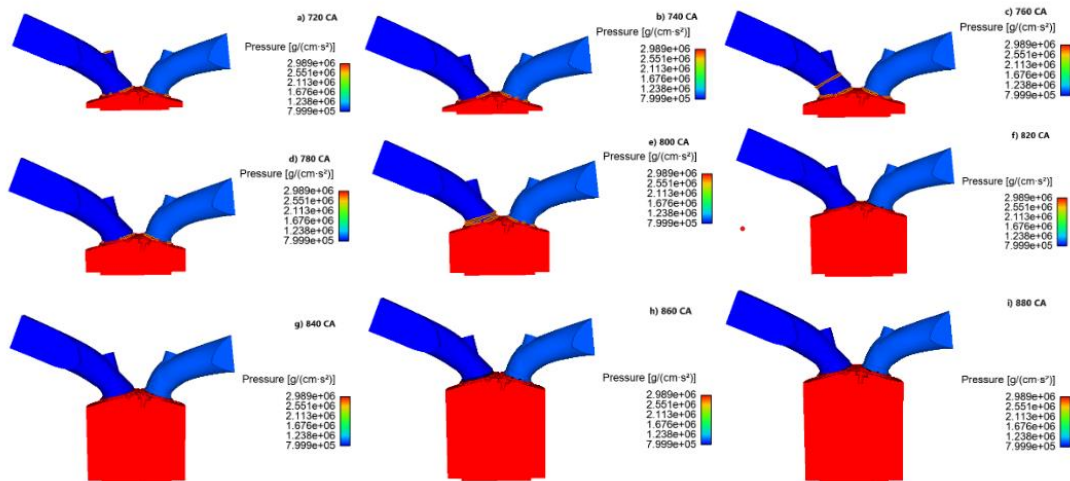 a) 720 CA
Pressure [g/(cm·s²)]
2.989e+06
2.551e+06
2.113e+06
1.676e+06
1.238e+06
7.999e+05
b) 740 CA
Pressure [g/(cm·s²)]
2.989e+06
2.551e+06
2.113e+06
1.676e+06
1.238e+06
7.999e+05
c) 760 CA
Pressure [g/(cm·s²)]
2.989e+06
2.551e+06
2.113e+06
1.676e+06
1.238e+06
7.999e+05
d) 780 CA
Pressure [g/(cm·s²)]
2.989e+06
2.551e+06
2.113e+06
1.676e+06
1.238e+06
7.999e+05
e) 800 CA
Pressure [g/(cm·s²)]
2.989e+06
2.551e+06
2.113e+06
1.676e+06
1.238e+06
7.999e+05
f) 820 CA
Pressure [g/(cm·s²)]
2.989e+06
2.551e+06
2.113e+06
1.676e+06
1.238e+06
7.999e+05
g) 840 CA
Pressure [g/(cm·s²)]
2.989e+06
2.551e+06
2.113e+06
1.676e+06
1.238e+06
7.999e+05
h) 860 CA
Pressure [g/(cm·s²)]
2.989e+06
2.551e+06
2.113e+06
1.676e+06
1.238e+06
7.999e+05
i) 880 CA
Pressure [g/(cm·s²)]
2.989e+06
2.551e+06
2.113e+06
1.676e+06
1.238e+06
7.999e+05